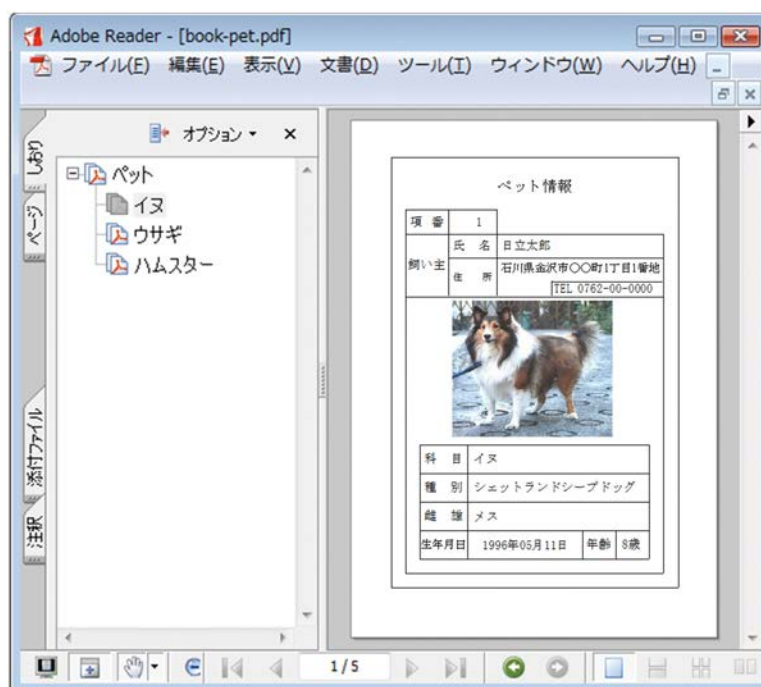 Adobe Reader - [book-pet.pdf]
ファイル(F) 編集(E) 表示(V) 文書(D) ツール(T) ウィンドウ(W) ヘルプ(H)
しおり
ページ
添付ファイル
注釈
オプション
ペット
イヌ
ウサギ
ハムスター
ペット情報
項番 1
飼い主
氏名 日立太郎
住所 石川県金沢市〇〇町1丁目1番地
TEL 0762-00-0000
科目 イヌ
種別 シェットランドシープドッグ
雌雄 メス
生年月日 1996年05月11日 年齢 8歳
1/5